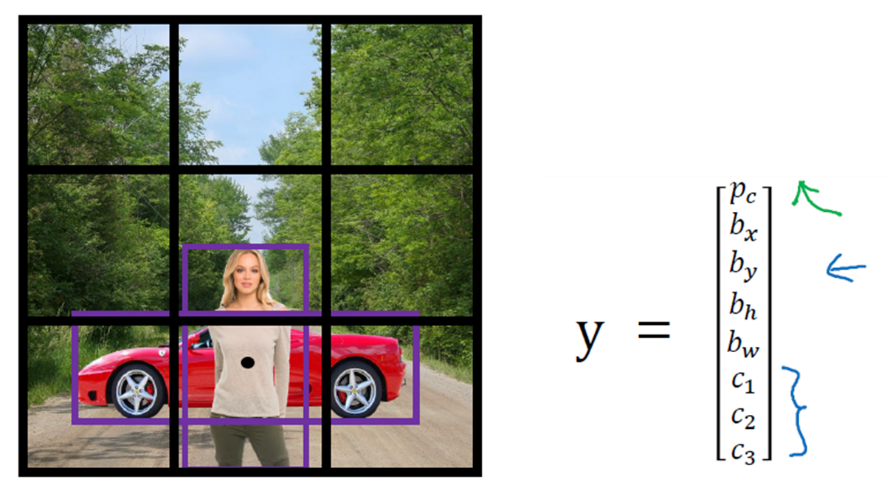 y = 
p_c
b_x
b_y
b_h
b_w
c_1
c_2
c_3